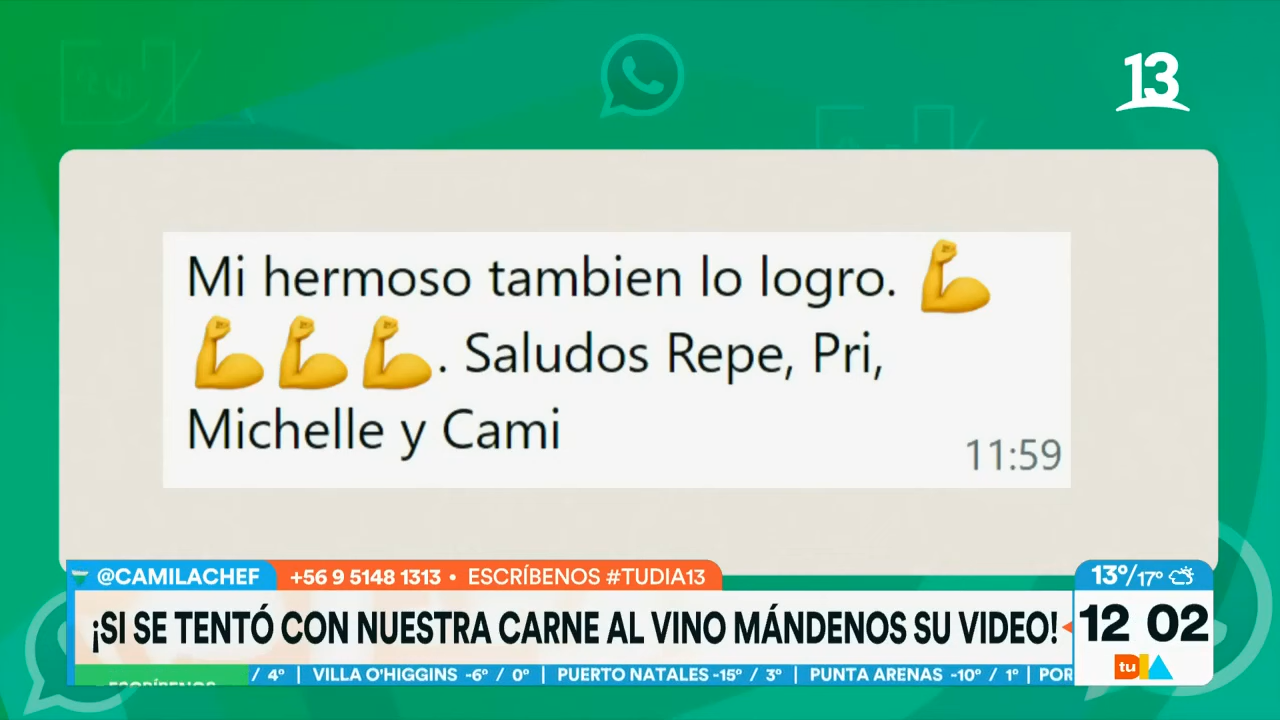 13
Mi hermoso tambien lo logro. 💪
💪💪💪. Saludos Repe, Pri,
Michelle y Cami
11:59
@CAMILACHEF
+56 9 5148 1313 • ESCRÍBENOS #TUDIA13
¡SI SE TENTÓ CON NUESTRA CARNE AL VINO MÁNDENOS SU VIDEO!
13°/17°
12 02
tu DIA
ESCRÍBENOS
/ 4° | VILLA O'HIGGINS -6° / 0° | PUERTO NATALES -15° / 3° | PUNTA ARENAS -10° / 1° | POR